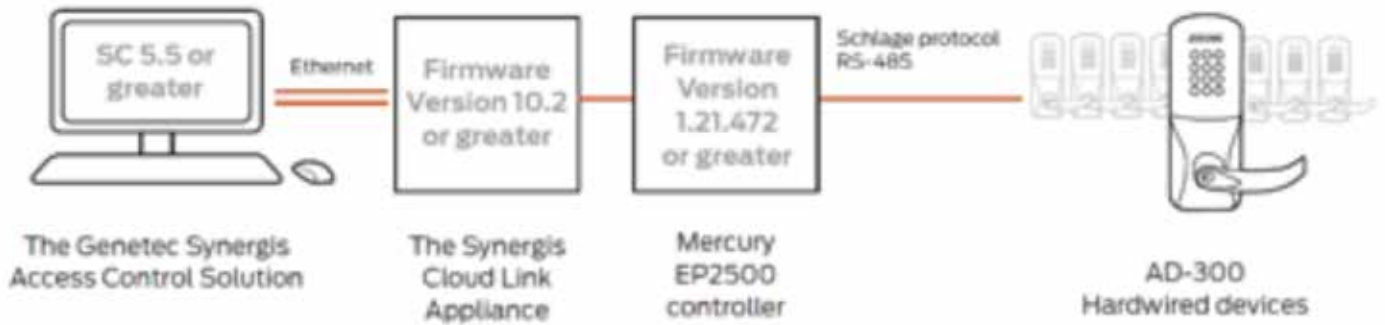 SC 5.5 or
greater
Ethernet
Firmware
Version 10.2
or greater
Firmware
Version
1.21.472
or greater
Schlage protocol
RS-485
The Genetec Synergis
Access Control Solution
The Synergis
Cloud Link
Appliance
Mercury
EP2500
controller
AD-300
Hardwired devices